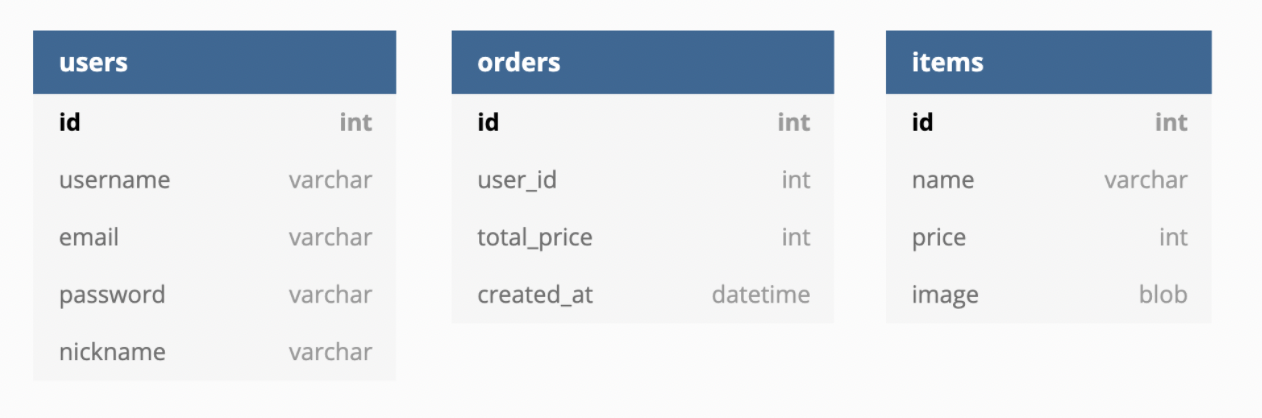 users
id int
username varchar
email varchar
password varchar
nickname varchar
orders
id int
user_id int
total_price int
created_at datetime
items
id int
name varchar
price int
image blob